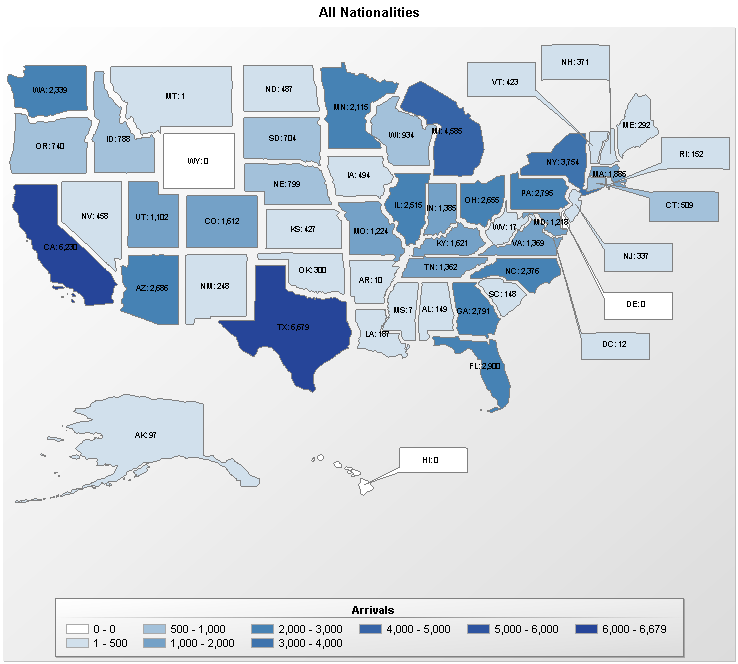 All Nationalities
NH: 371
VT: 423
WA: 2,339
MT: 1
ND: 487
MN: 2,115
ME: 292
OR: 740
ID: 788
SD: 704
WI: 934
MI: 4,585
NY: 3,754
RI: 152
WY: 0
MA: 1,885
IA: 494
NE: 799
PA: 2,795
OH: 2,655
CT: 509
NV: 458
UT: 1,102
CO: 1,612
IL: 2,515
IN: 1,385
KS: 427
MO: 1,224
WV: 17
MD: 1,218
KY: 1,621
VA: 1,369
CA: 6,230
NJ: 337
TN: 1,362
NC: 2,376
OK: 300
AZ: 2,686
NM: 248
AR: 10
SC: 148
DE: 0
MS: 7
AL: 149
GA: 2,791
TX: 6,679
LA: 187
DC: 12
FL: 2,900
AK: 97
HI: 0
Arrivals
0 - 0
500 - 1,000
2,000 - 3,000
4,000 - 5,000
5,000 - 6,000
6,000 - 6,679
1 - 500
1,000 - 2,000
3,000 - 4,000